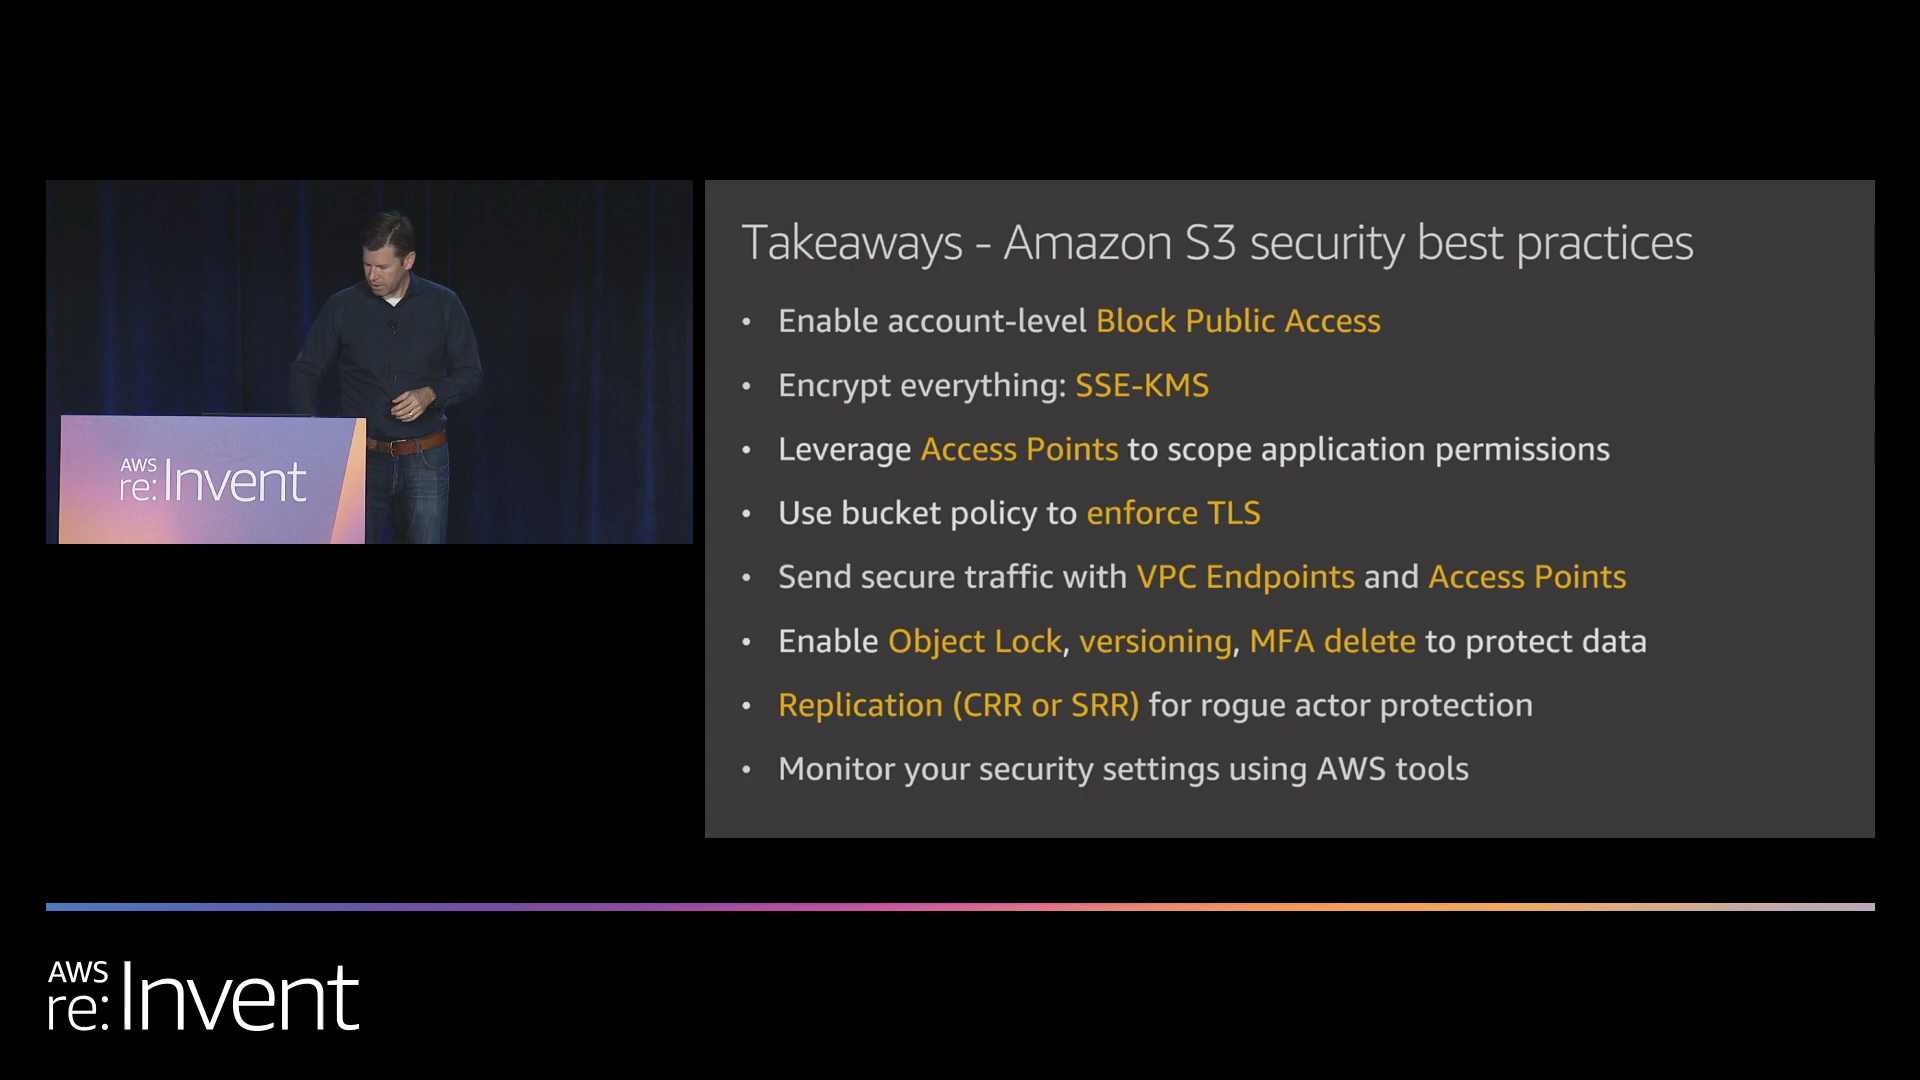 AWS
re:Invent
Takeaways - Amazon S3 security best practices
• Enable account-level Block Public Access
• Encrypt everything: SSE-KMS
• Leverage Access Points to scope application permissions
• Use bucket policy to enforce TLS
• Send secure traffic with VPC Endpoints and Access Points
• Enable Object Lock, versioning, MFA delete to protect data
• Replication (CRR or SRR) for rogue actor protection
• Monitor your security settings using AWS tools
AWS
re:Invent